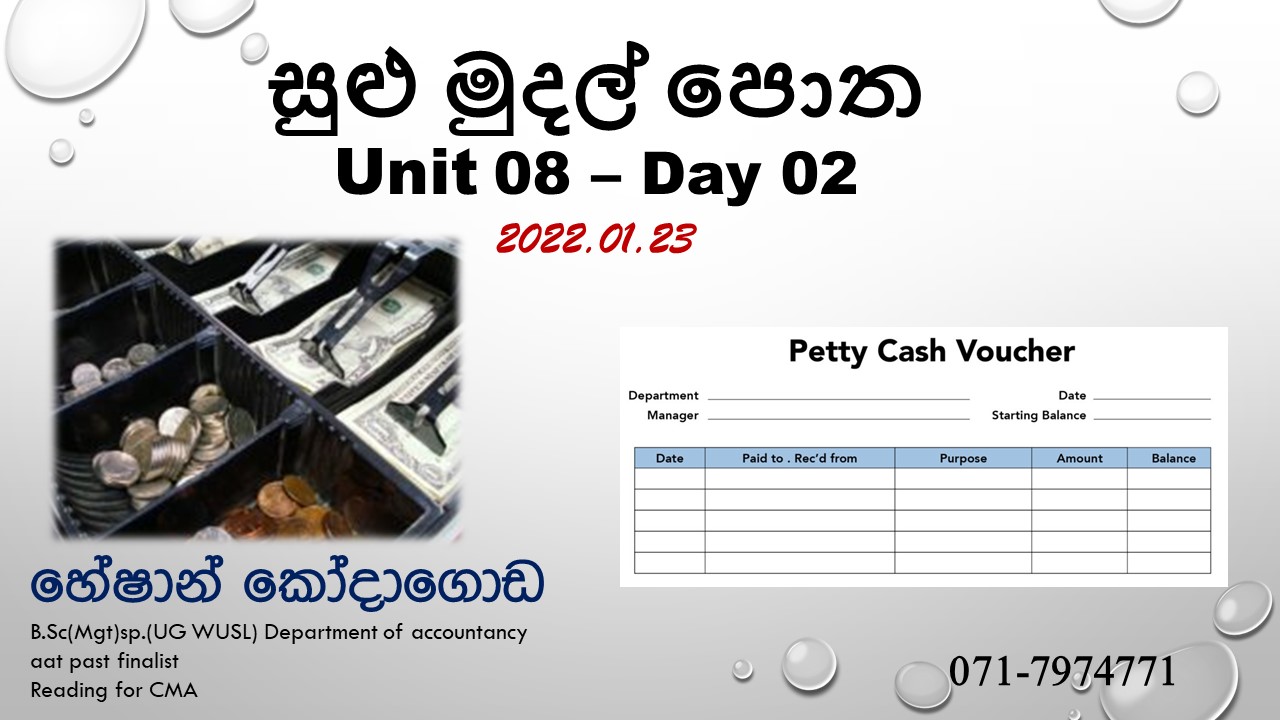 සුළු මුදල් පොත
Unit 08 – Day 02
2022.01.23
Petty Cash Voucher
Department Date
Manager Starting Balance
Date Paid to . Rec’d from Purpose Amount Balance
හේෂාන් කෝදාගොඩ
B.Sc(Mgt)sp.(UG WUSL) Department of accountancy
aat past finalist
Reading for CMA
071-7974771